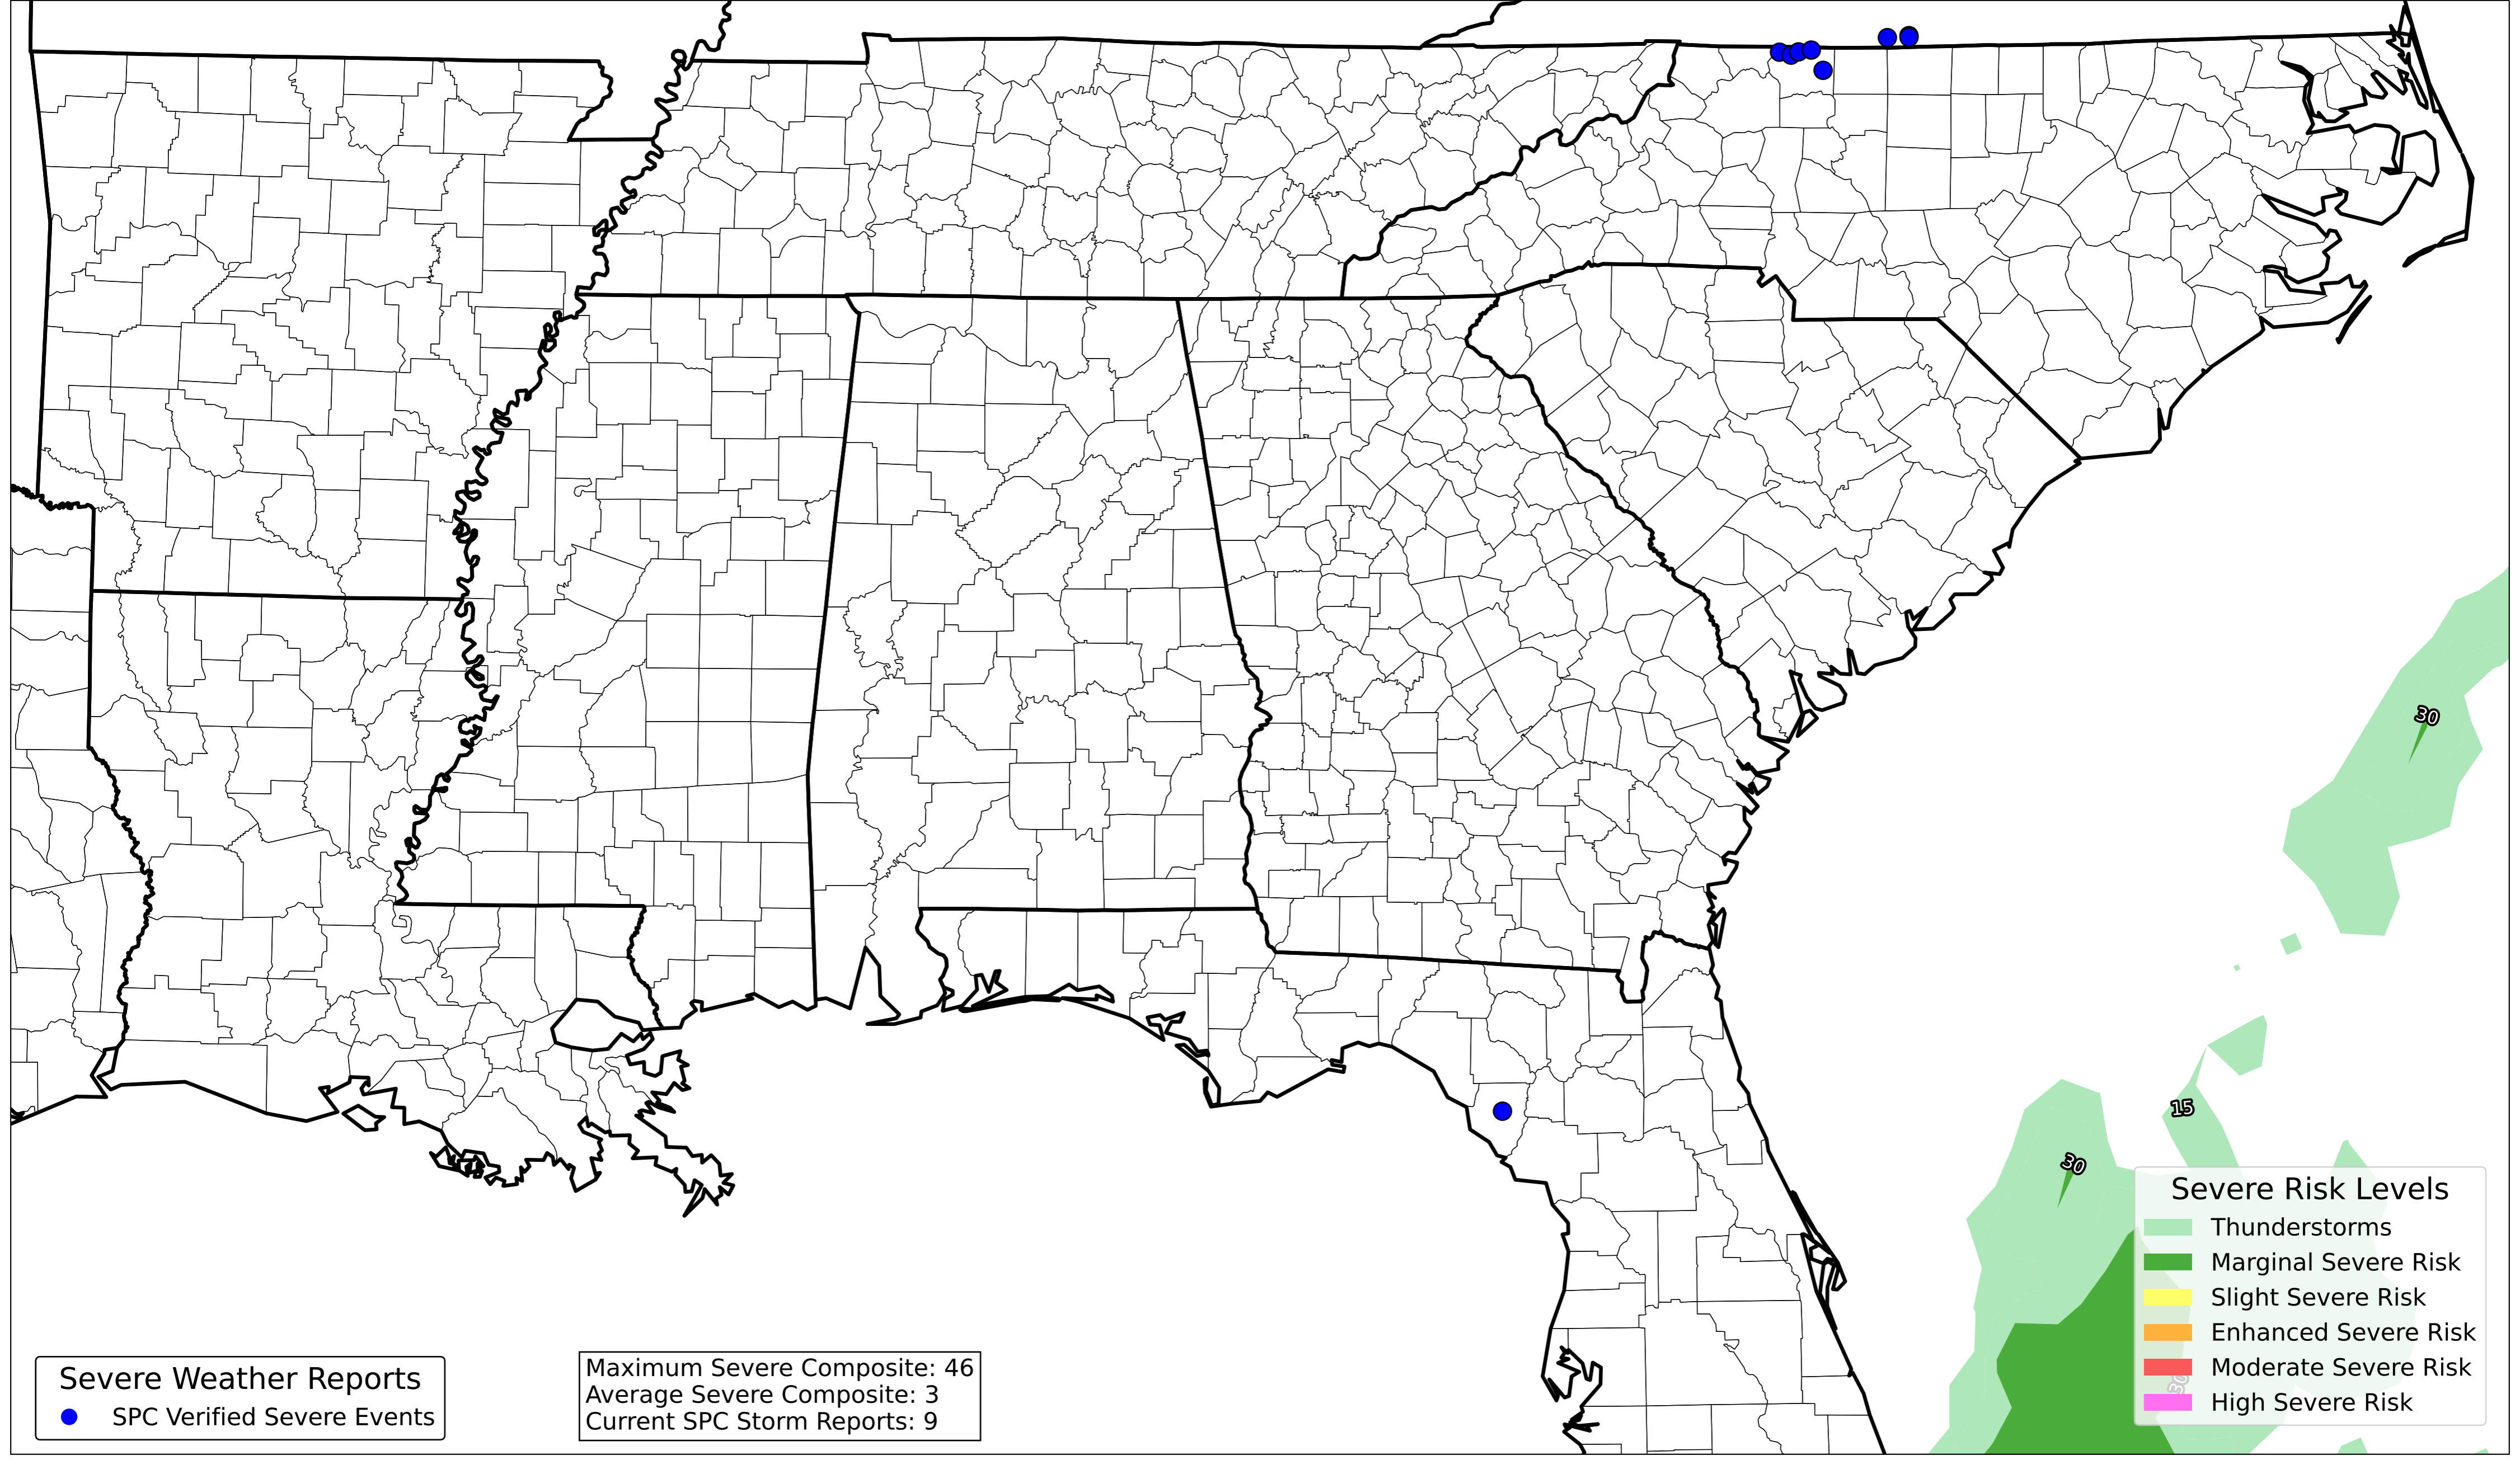 30
15
30
Severe Risk Levels
Thunderstorms
Marginal Severe Risk
Slight Severe Risk
Enhanced Severe Risk
Moderate Severe Risk
High Severe Risk
30
Severe Weather Reports
SPC Verified Severe Events
Maximum Severe Composite: 46
Average Severe Composite: 3
Current SPC Storm Reports: 9